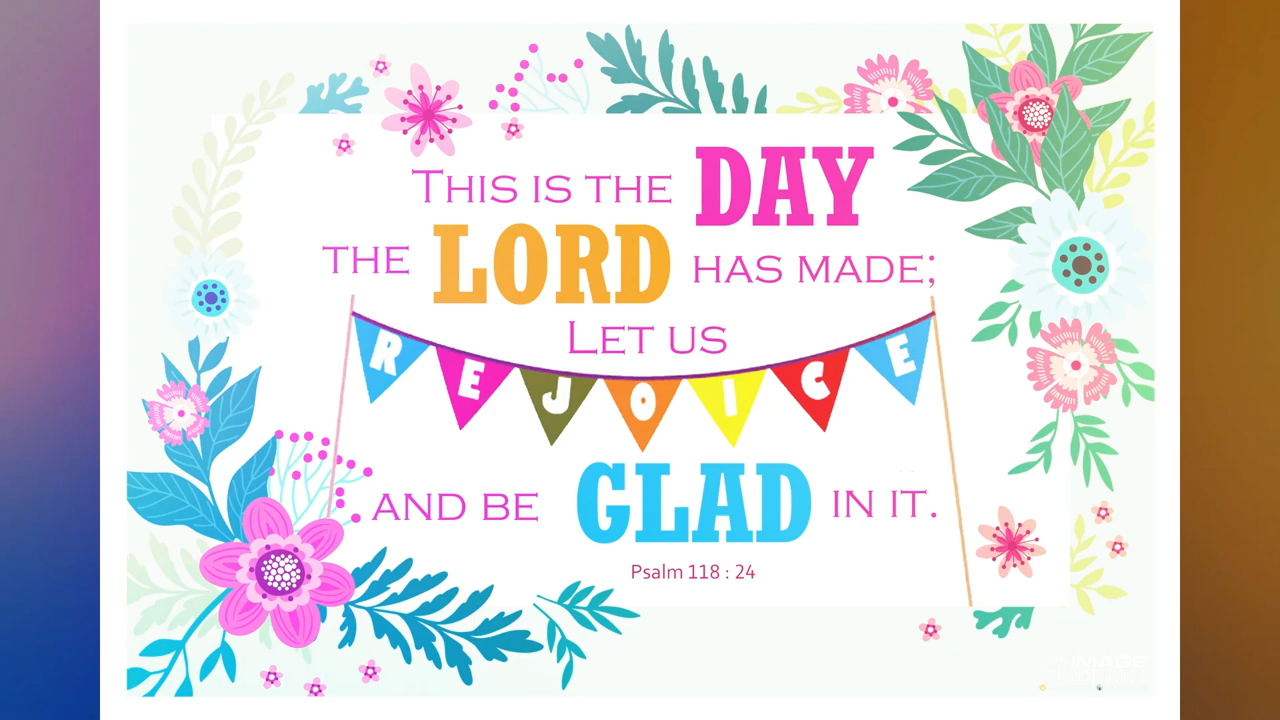 THIS IS THE DAY
THE LORD HAS MADE;
LET US
REJOICE
AND BE GLAD IN IT.
Psalm 118 : 24